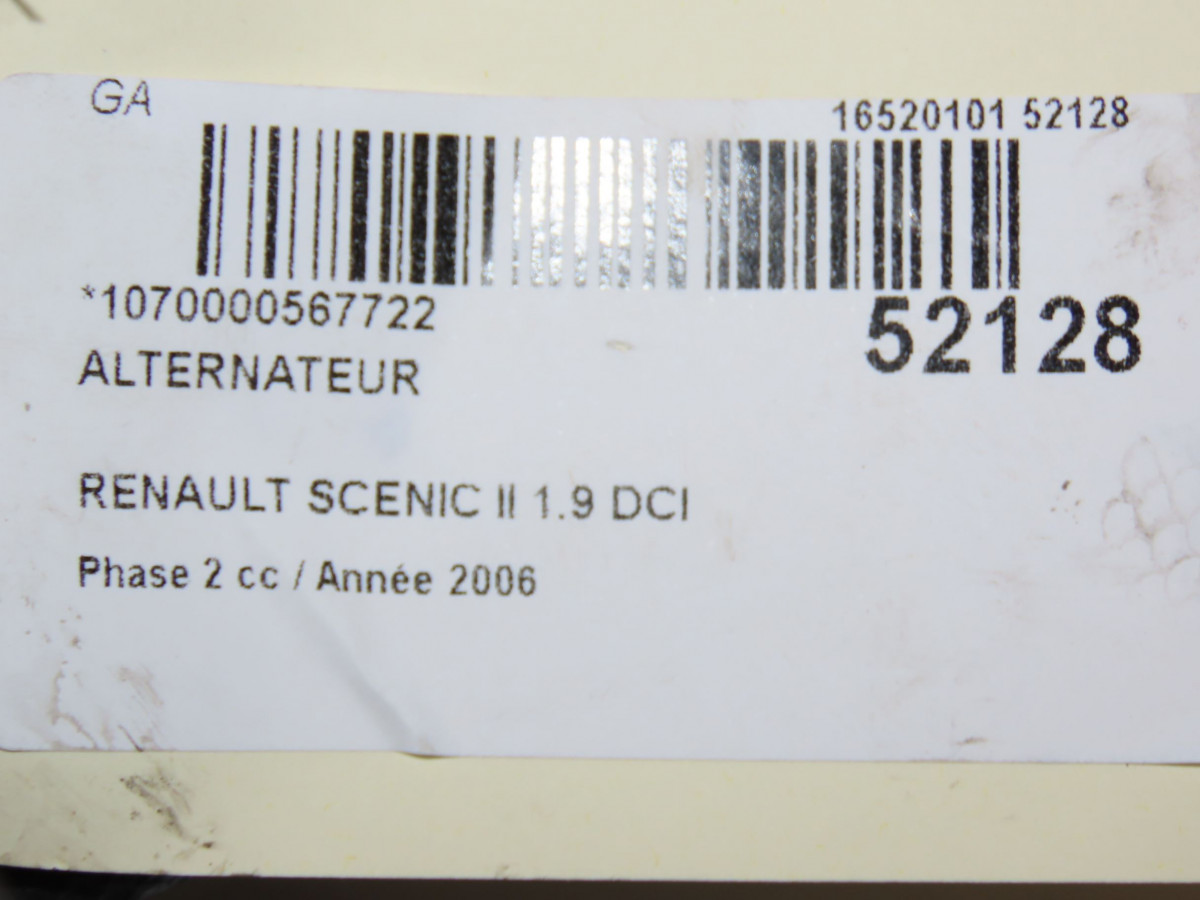 GA
16520101 52128
*1070000567722
52128
ALTERNATEUR
RENAULT SCENIC II 1.9 DCI
Phase 2 cc / Année 2006